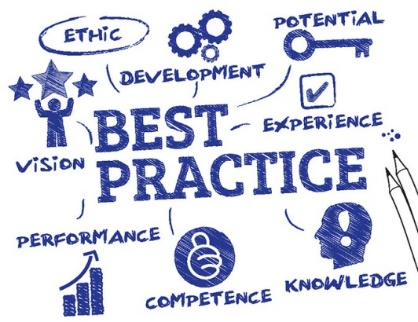 ETHiC
POTENTiAL
DEVELOPMENT
EXPERiENCE
ViSiON
BEST
PRACTICE
PERFORMANCE
COMPETENCE
KNOWLEDGE